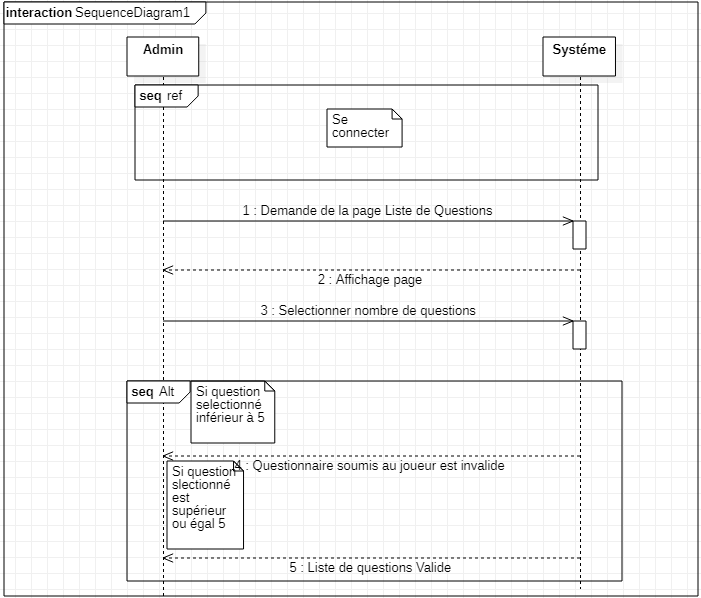 interaction SequenceDiagram1
Admin
Systéme
seq ref
Se
connecter
1 : Demande de la page Liste de Questions
2 : Affichage page
3 : Selectionner nombre de questions
seq Alt
Si question
selectionné
inférieur à 5
4 : Questionnaire soumis au joueur est invalide
Si question
slectionné
est
supérieur
ou égal 5
5 : Liste de questions Valide